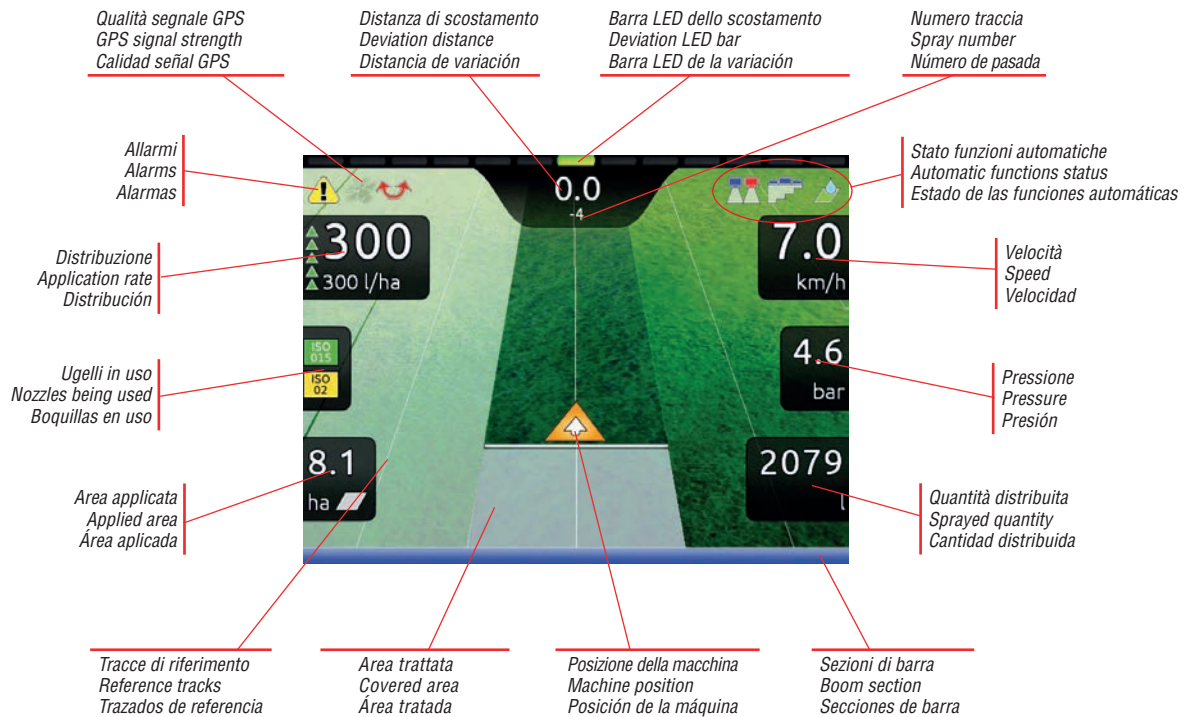 Qualità segnale GPS
GPS signal strength
Calidad señal GPS
Distanza di scostamento
Deviation distance
Distancia de variación
Barra LED dello scostamento
Deviation LED bar
Barra LED de la variación
Numero traccia
Spray number
Número de pasada
Allarmi
Alarms
Alarmas
Stato funzioni automatiche
Automatic functions status
Estado de las funciones automáticas
0.0
-4
Distribuzione
Application rate
Distribución
300
300 l/ha
7.0
km/h
Velocità
Speed
Velocidad
Ugelli in uso
Nozzles being used
Boquillas en uso
ISO
015
ISO
02
4.6
bar
Pressione
Pressure
Presión
Area applicata
Applied area
Área aplicada
8.1
ha
2079
l
Quantità distribuita
Sprayed quantity
Cantidad distribuida
Tracce di riferimento
Reference tracks
Trazados de referencia
Area trattata
Covered area
Área tratada
Posizione della macchina
Machine position
Posición de la máquina
Sezioni di barra
Boom section
Secciones de barra